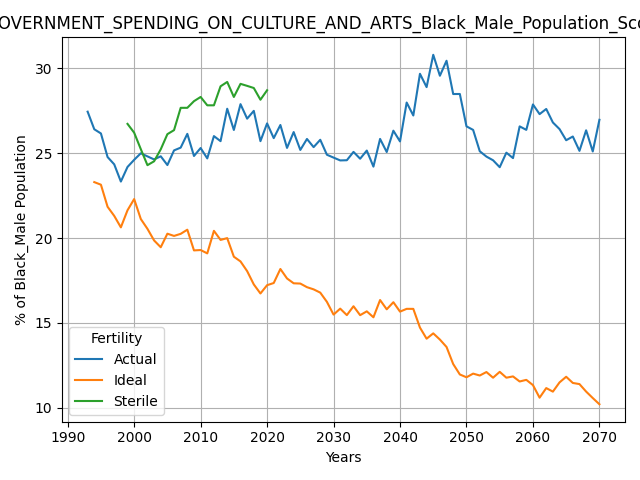 OVERNMENT_SPENDING_ON_CULTURE_AND_ARTS_Black_Male_Population_Sco
% of Black_Male Population
30
25
20
15
10
Fertility
Actual
Ideal
Sterile
1990 2000 2010 2020 2030 2040 2050 2060 2070
Years